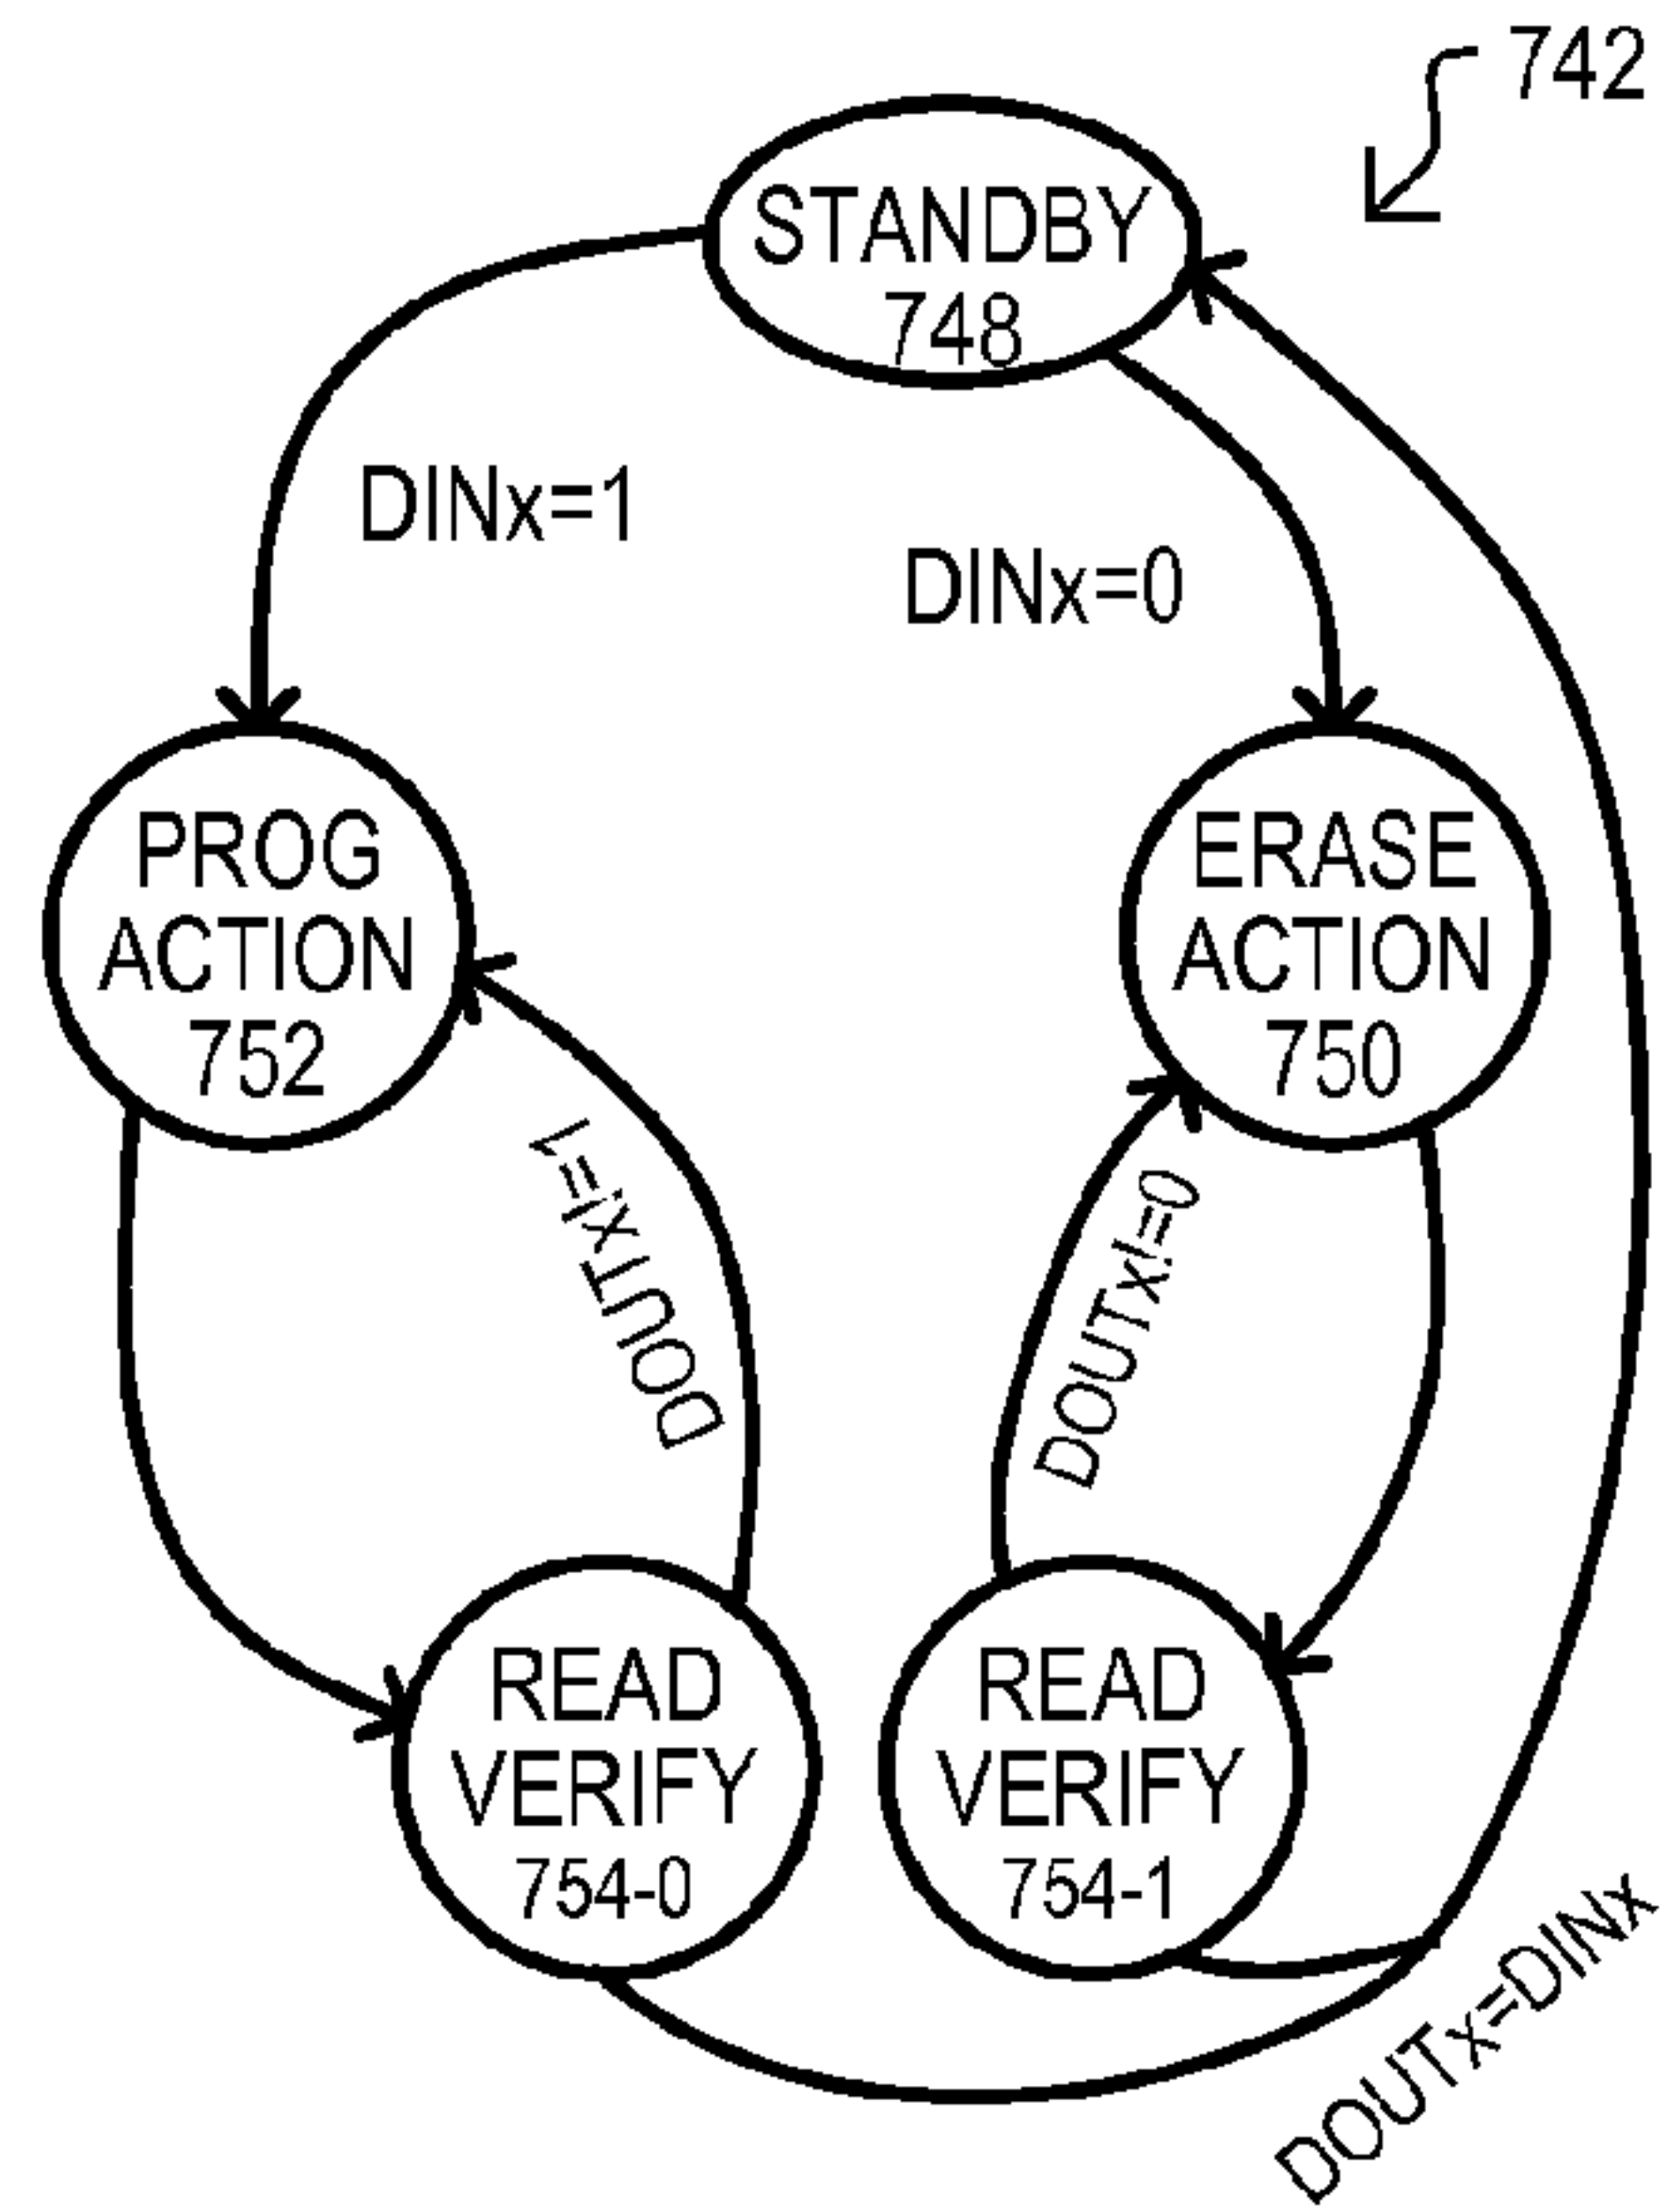 742
STANDBY
748
DINx=1
DINx=0
PROG
ACTION
752
ERASE
ACTION
750
DOUTx!=1
DOUTx!=0
READ
VERIFY
754-0
READ
VERIFY
754-1
DOUTx=DINx